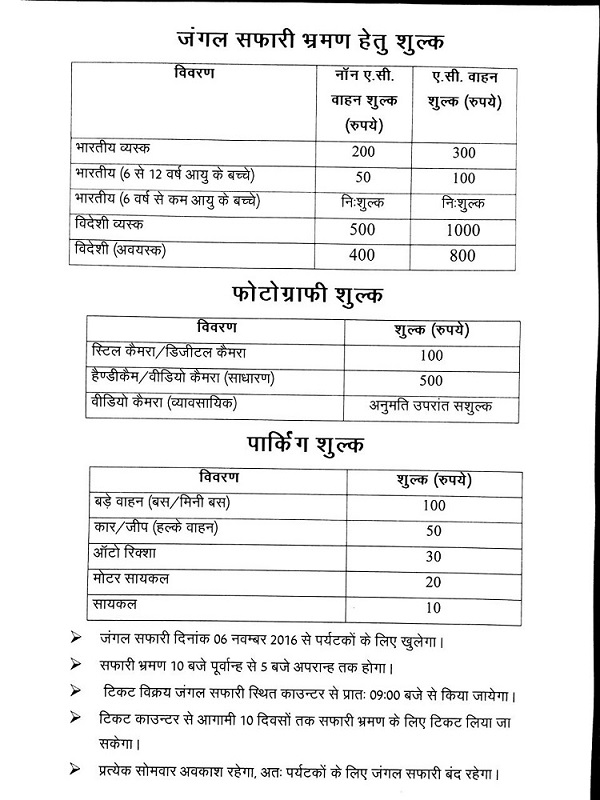 जंगल सफारी भ्रमण हेतु शुल्क
विवरण नॉन ए.सी. वाहन शुल्क (रुपये) ए.सी. वाहन शुल्क (रुपये)
भारतीय व्यस्क 200 300
भारतीय (6 से 12 वर्ष आयु के बच्चे) 50 100
भारतीय (6 वर्ष से कम आयु के बच्चे) निःशुल्क निःशुल्क
विदेशी व्यस्क 500 1000
विदेशी (अवयस्क) 400 800
फोटोग्राफी शुल्क
विवरण शुल्क (रुपये)
स्टिल कैमरा/डिजीटल कैमरा 100
हैण्डीकैम/वीडियो कैमरा (साधारण) 500
वीडियो कैमरा (व्यावसायिक) अनुमति उपरांत सशुल्क
पार्किंग शुल्क
विवरण शुल्क (रुपये)
बड़े वाहन (बस/मिनी बस) 100
कार/जीप (हल्के वाहन) 50
ऑटो रिक्शा 30
मोटर सायकल 20
सायकल 10
➢ जंगल सफारी दिनांक 06 नवम्बर 2016 से पर्यटकों के लिए खुलेगा।
➢ सफारी भ्रमण 10 बजे पूर्वान्ह से 5 बजे अपरान्ह तक होगा।
➢ टिकट विक्रय जंगल सफारी स्थित काउन्टर से प्रातः 09:00 बजे से किया जायेगा।
➢ टिकट काउन्टर से आगामी 10 दिवसों तक सफारी भ्रमण के लिए टिकट लिया जा
सकेगा।
➢ प्रत्येक सोमवार अवकाश रहेगा, अतः पर्यटकों के लिए जंगल सफारी बंद रहेगा।